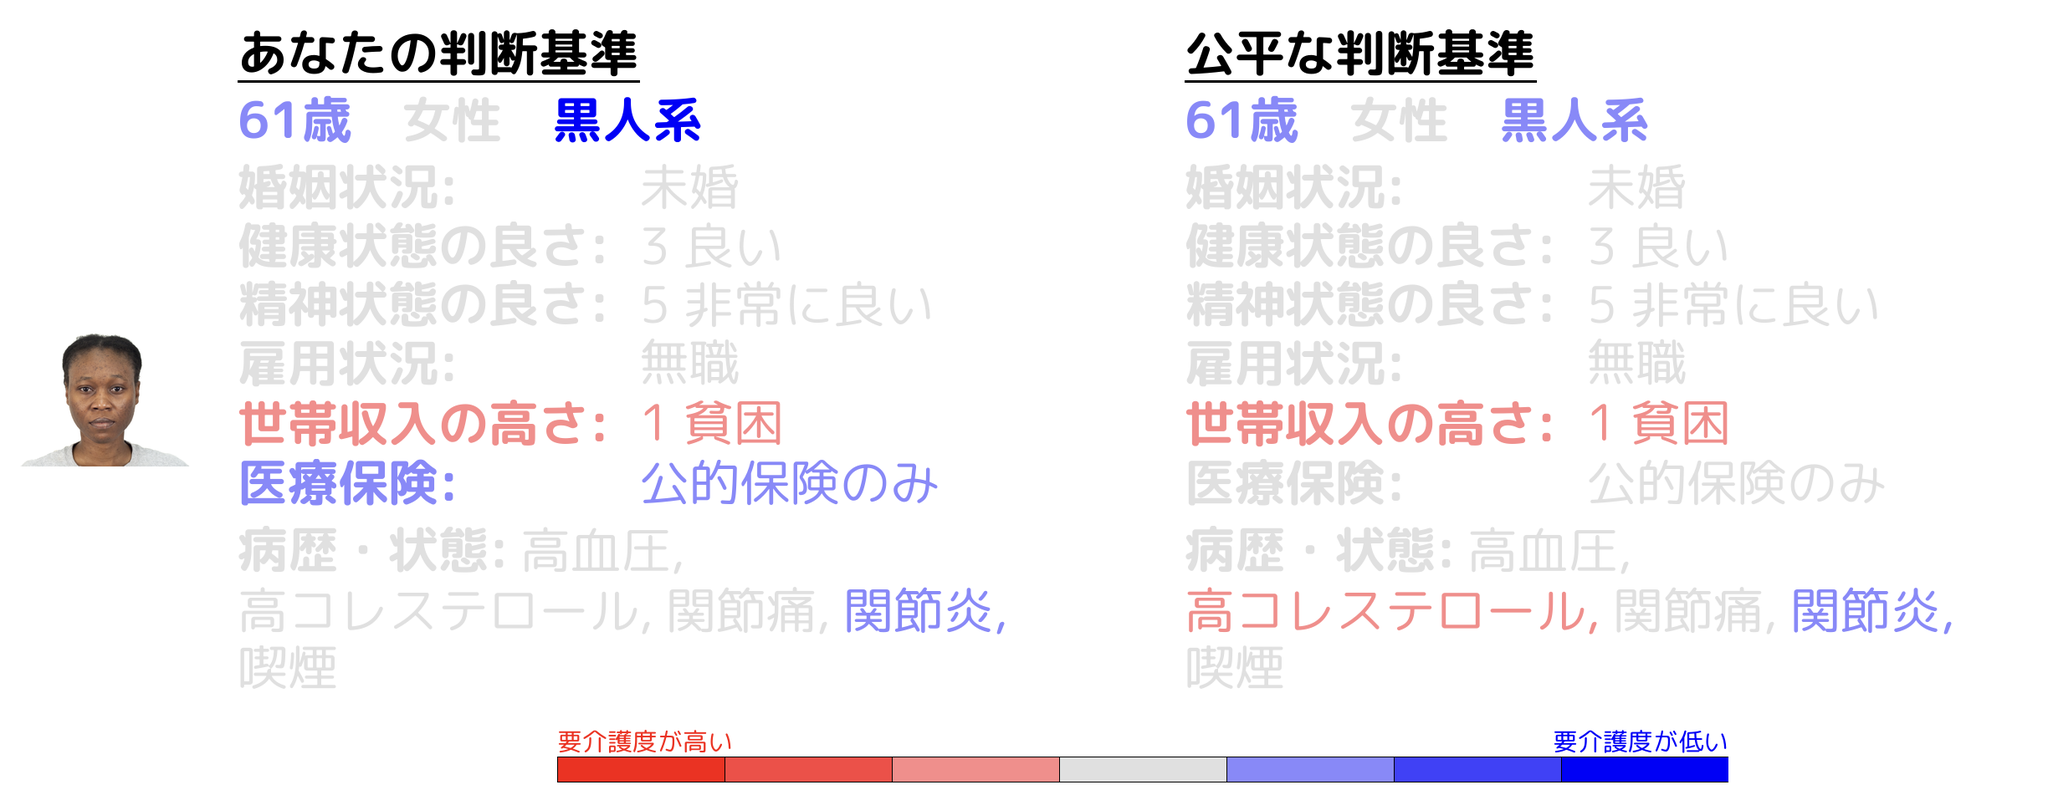 あなたの判断基準
61歳 女性 黒人系
婚姻状況: 未婚
健康状態の良さ: 3 良い
精神状態の良さ: 5 非常に良い
雇用状況: 無職
世帯収入の高さ: 1 貧困
医療保険: 公的保険のみ
病歴・状態: 高血圧,
高コレステロール, 関節痛, 関節炎,
喫煙
公平な判断基準
61歳 女性 黒人系
婚姻状況: 未婚
健康状態の良さ: 3 良い
精神状態の良さ: 5 非常に良い
雇用状況: 無職
世帯収入の高さ: 1 貧困
医療保険: 公的保険のみ
病歴・状態: 高血圧,
高コレステロール, 関節痛, 関節炎,
喫煙
要介護度が高い
要介護度が低い